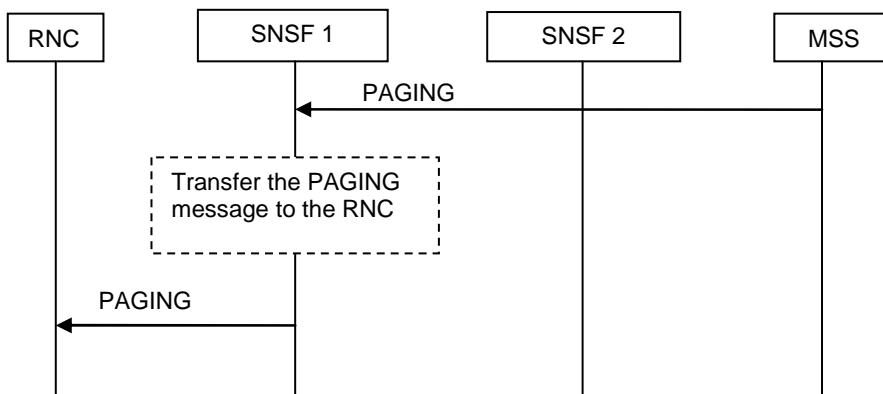 RNC
SNSF 1
SNSF 2
MSS
PAGING
Transfer the PAGING
message to the RNC
PAGING